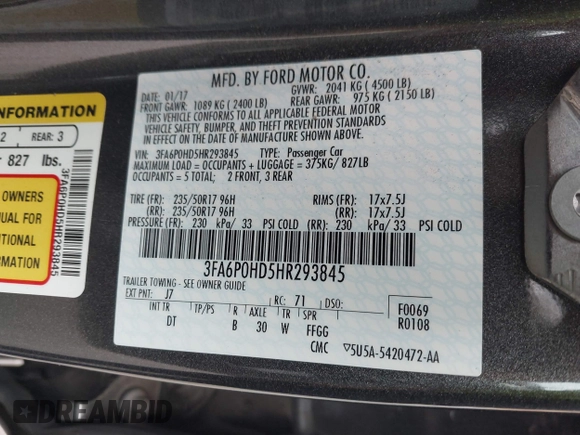 INFORMATION
2 REAR: 3
827 lbs.
OWNERS
NUAL FOR
ITIONAL
ORMATION
3FA6P0HD5HR293845
MFD. BY FORD MOTOR CO.
DATE: 01/17 GVWR: 2041 KG ( 4500 LB)
FRONT GAWR: 1089 KG ( 2400 LB) REAR GAWR: 975 KG ( 2150 LB)
THIS VEHICLE CONFORMS TO ALL APPLICABLE FEDERAL MOTOR
VEHICLE SAFETY, BUMPER, AND THEFT PREVENTION STANDARDS
IN EFFECT ON THE DATE OF MANUFACTURE SHOWN ABOVE.
VIN: 3FA6P0HD5HR293845 TYPE: Passenger Car
MAXIMUM LOAD = OCCUPANTS + LUGGAGE = 375KG/ 827LB
OCCUPANTS = 5 TOTAL; 2 FRONT, 3 REAR
TIRE (FR): 235/50R17 96H RIMS (FR): 17x7.5J
(RR): 235/50R17 96H (RR): 17x7.5J
PRESSURE (FR): 230 kPa/ 33 PSI COLD (RR): 230 kPa/ 33 PSI COLD
3FA6P0HD5HR293845
TRAILER TOWING - SEE OWNER GUIDE
EXT PNT: J7 RC: 71 DSO: F0069
INT TR TP/PS R AXLE TR SPR R0108
DT B 30 W FFGG
CMC 5U5A-5420472-AA
DREAMBID